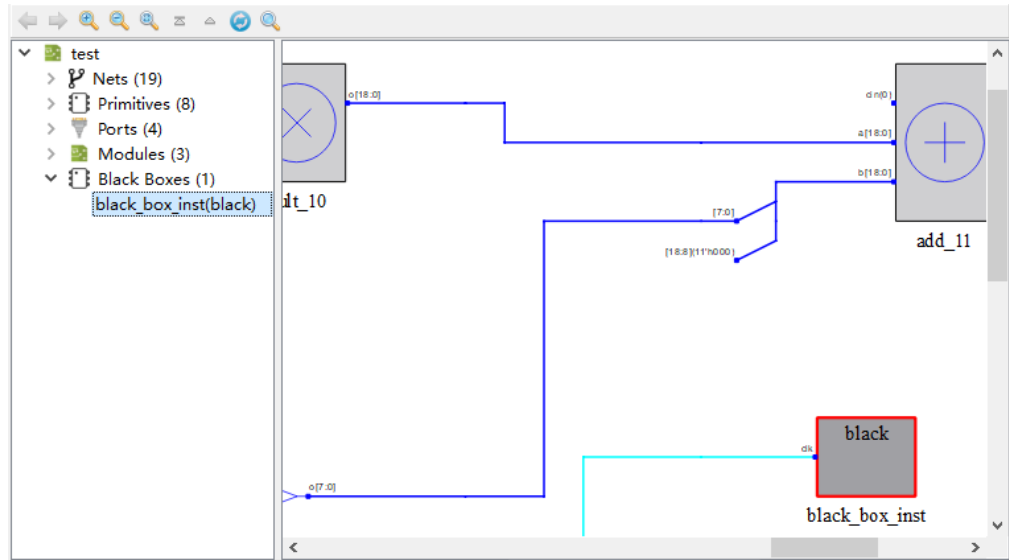 test
Nets (19)
Primitives (8)
Ports (4)
Modules (3)
Black Boxes (1)
black_box_inst(black)
o[18:0]
ult_10
dn(0)
a[18:0]
b[18:0]
add_11
[7:0]
[18:8](11'h000)
o[7:0]
black
clk
black_box_inst